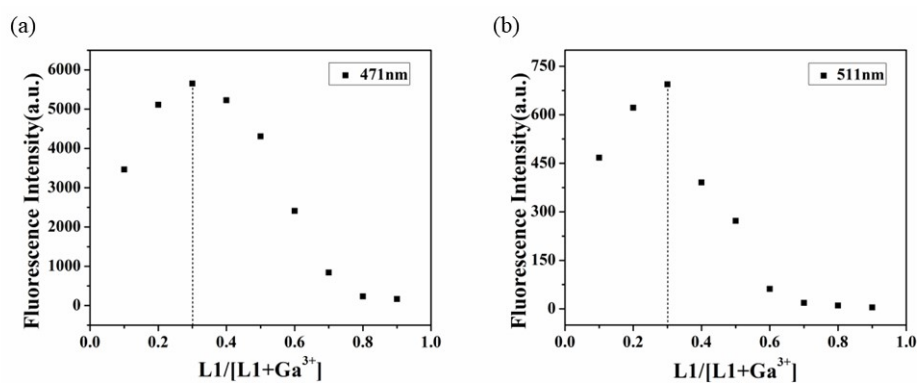 (a)
Fluorescence Intensity(a.u.)
6000
5000
4000
3000
2000
1000
0
471nm
0.0 0.2 0.4 0.6 0.8 1.0
L1/[L1+Ga³⁺]
(b)
Fluorescence Intensity(a.u.)
750
600
450
300
150
0
511nm
0.0 0.2 0.4 0.6 0.8 1.0
L1/[L1+Ga³⁺]